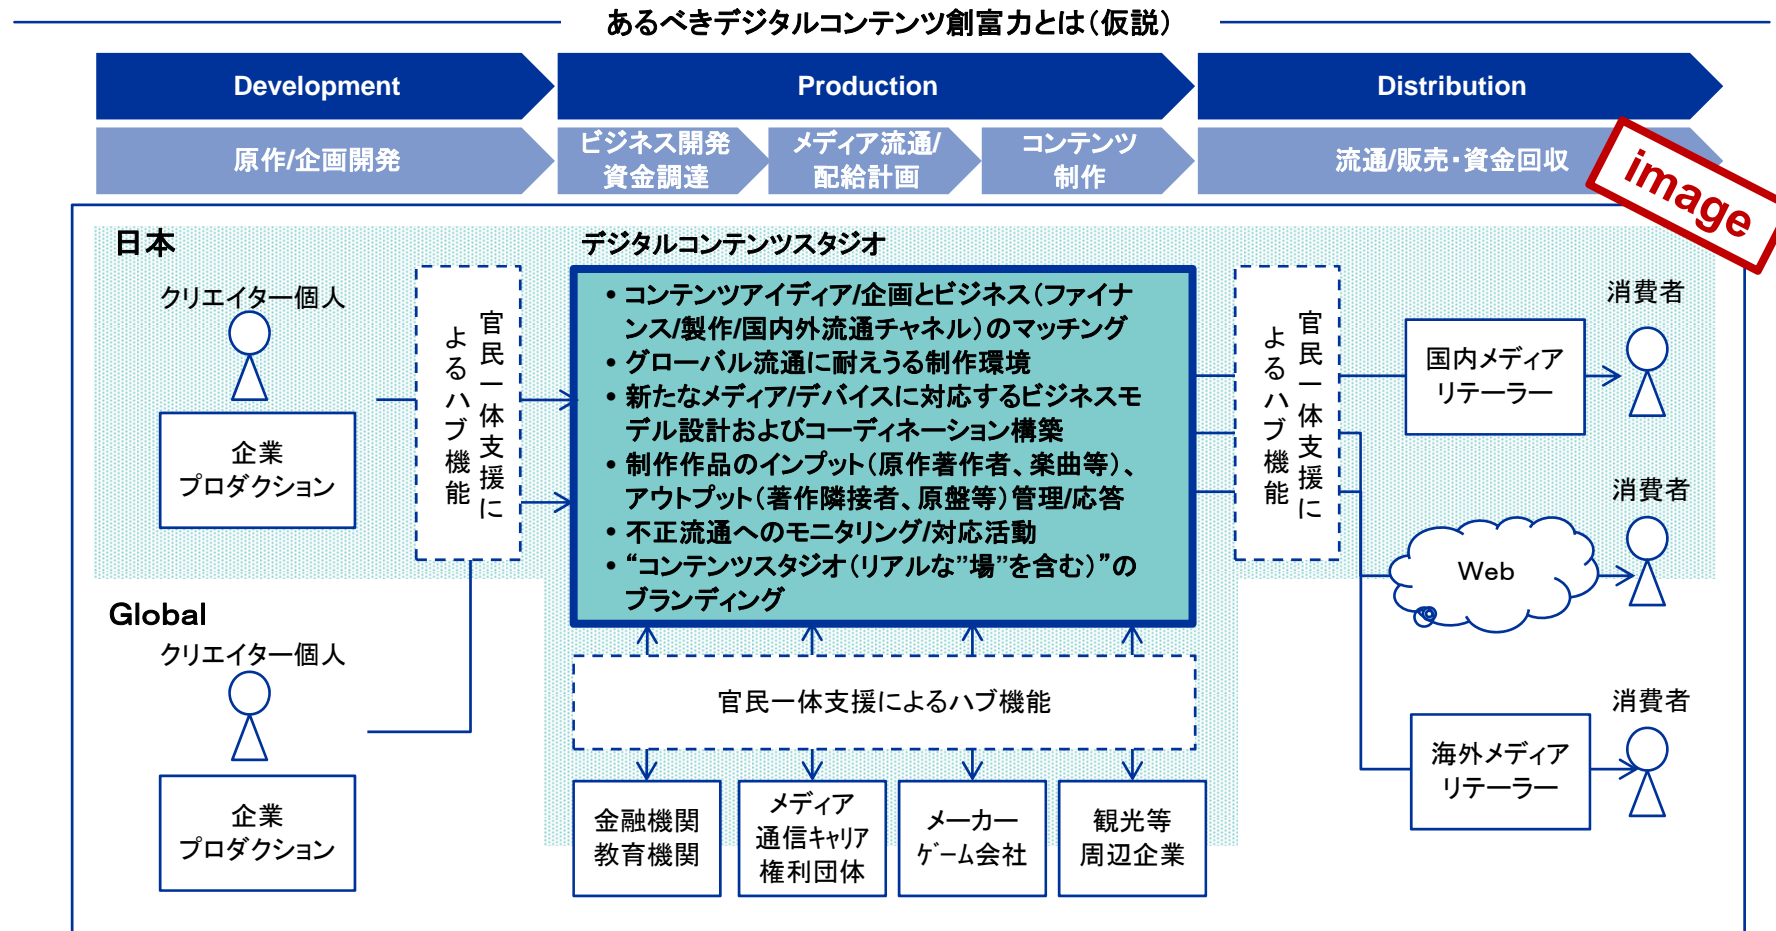 あるべきデジタルコンテンツ創富力とは（仮説）
Development
Production
Distribution
原作/企画開発
ビジネス開発
資金調達
メディア流通/
配給計画
コンテンツ
制作
流通/販売・資金回収
image
日本
クリエイター個人
企業
プロダクション
官民一体支援に
よるハブ機能
デジタルコンテンツスタジオ
• コンテンツアイディア/企画とビジネス（ファイナ
ンス/製作/国内外流通チャネル）のマッチング
• グローバル流通に耐えうる制作環境
• 新たなメディア/デバイスに対応するビジネスモ
デル設計およびコーディネーション構築
• 制作作品のインプット（原作著作者、楽曲等）、
アウトプット（著作隣接者、原盤等）管理/応答
• 不正流通へのモニタリング/対応活動
• “コンテンツスタジオ（リアルな”場”を含む）”の
ブランディング
官民一体支援に
よるハブ機能
国内メディア
リテーラー
消費者
Web
消費者
海外メディア
リテーラー
消費者
Global
クリエイター個人
企業
プロダクション
官民一体支援によるハブ機能
金融機関
教育機関
メディア
通信ｷｬﾘｱ
権利団体
メーカー
ｹﾞｰﾑ会社
観光等
周辺企業